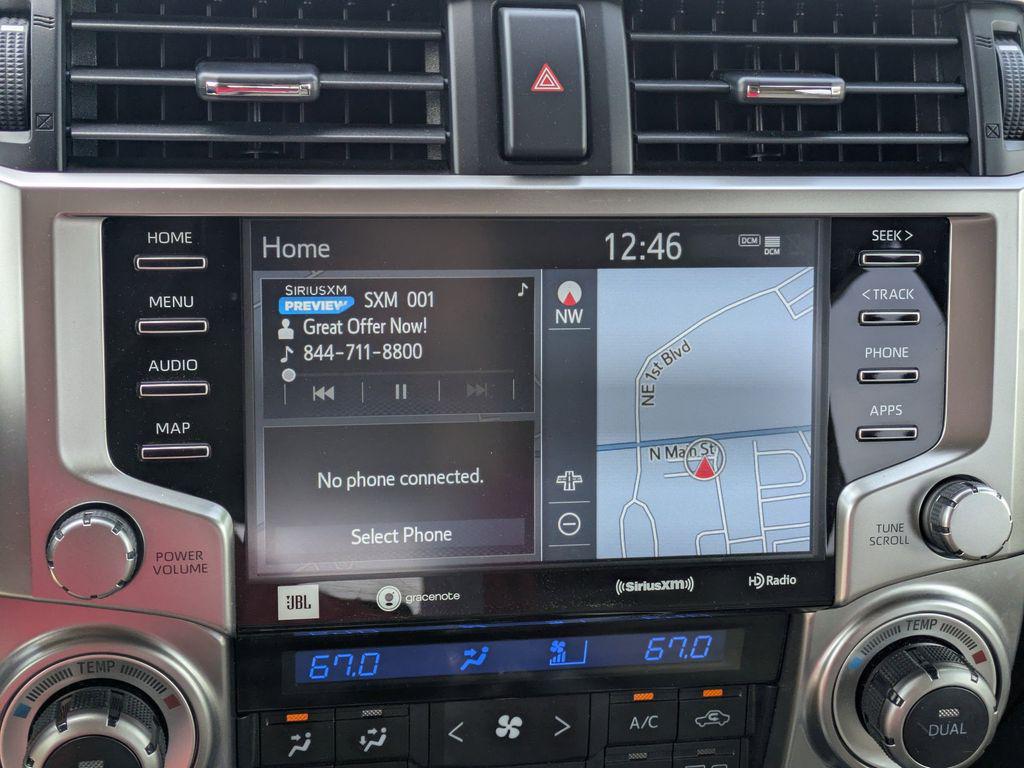 HOME
MENU
AUDIO
MAP
Home
12:46
DCM
DCM
SIRIUSXM
PREVIEW
SXM 001
Great Offer Now!
844-711-8800
No phone connected.
Select Phone
NW
NE 1st Blvd
N Main St
SEEK >
< TRACK
PHONE
APPS
POWER
VOLUME
TUNE
SCROLL
JBL
gracenote
((SiriusXM))
HD Radio
TEMP
67.0
67.0
TEMP
A/C
DUAL